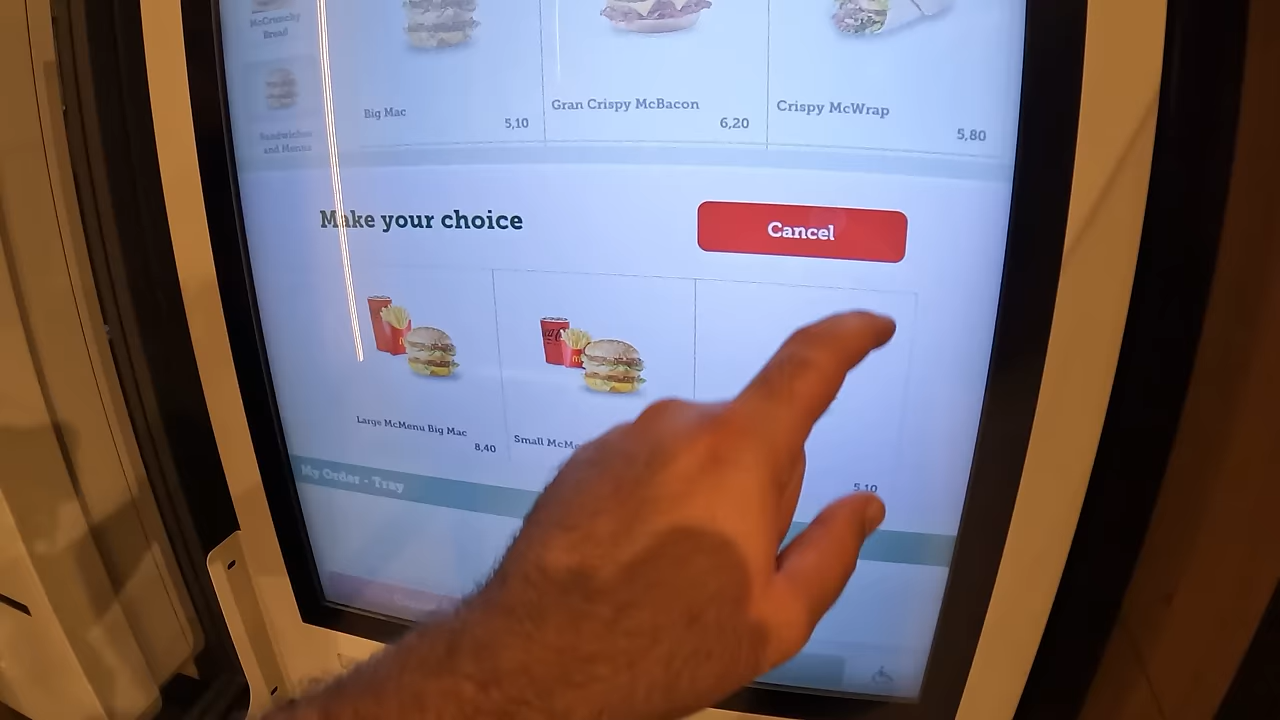 McCrunchy
Bread
Sandwiches
and Menus
Big Mac
5,10
Gran Crispy McBacon
6,20
Crispy McWrap
5,80
Make your choice
Cancel
Large McMenu Big Mac
8,40
Small
5,10
My Order - Tray